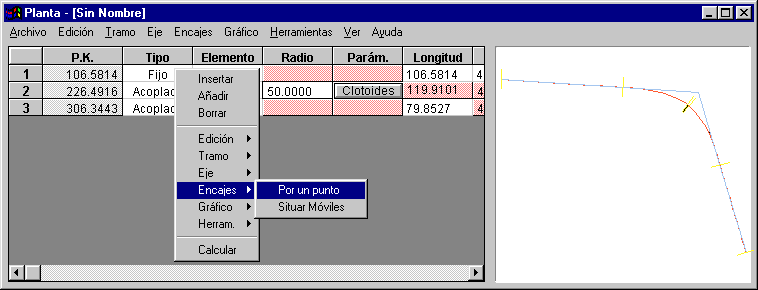 Planta - [Sin Nombre]
Archivo Edición Tramo Eje Encajes Gráfico Herramientas Ver Ayuda
P.K. Tipo Elemento Radio Parám. Longitud
1 106.5814 Fijo 106.5814 4
2 226.4916 Acoplad 50.0000 Clotoides 119.9101 4
3 306.3443 Acoplad 79.8527 4
Insertar
Añadir
Borrar
Edición
Tramo
Eje
Encajes Por un punto
Gráfico Situar Móviles
Herram.
Calcular